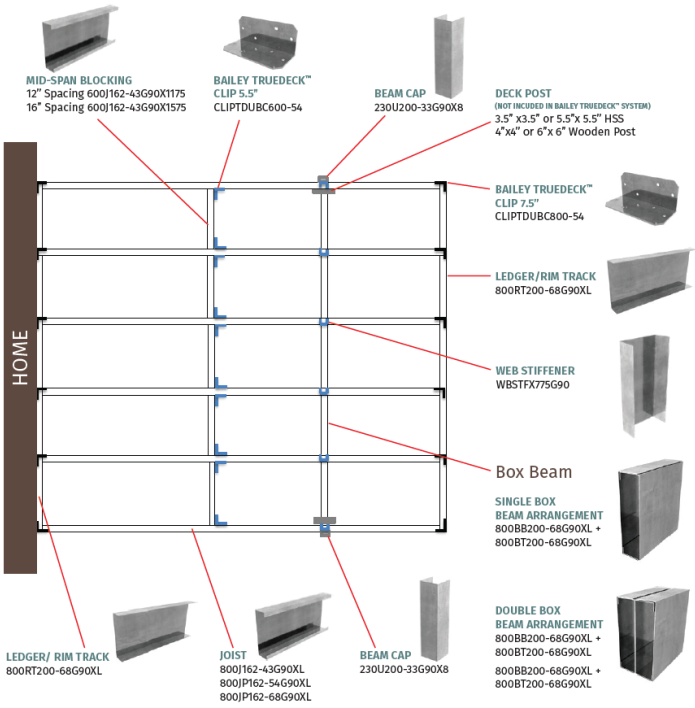 MID-SPAN BLOCKING
12” Spacing 600J162-43G90X1175
16” Spacing 600J162-43G90X1575
BAILEY TRUEDECK™
CLIP 5.5”
CLIPTDUBC600-54
BEAM CAP
230U200-33G90X8
DECK POST
(NOT INCLUDED IN BAILEY TRUEDECK™ SYSTEM)
3.5” x3.5” or 5.5”x 5.5” HSS
4”x4” or 6”x 6” Wooden Post
BAILEY TRUEDECK™
CLIP 7.5”
CLIPTDUBC800-54
LEDGER/RIM TRACK
800RT200-68G90XL
HOME
WEB STIFFENER
WBSTFX775G90
Box Beam
SINGLE BOX
BEAM ARRANGEMENT
800BB200-68G90XL +
800BT200-68G90XL
DOUBLE BOX
BEAM ARRANGEMENT
800BB200-68G90XL +
800BT200-68G90XL
800BB200-68G90XL +
800BT200-68G90XL
LEDGER/ RIM TRACK
800RT200-68G90XL
JOIST
800J162-43G90XL
800JP162-54G90XL
800JP162-68G90XL
BEAM CAP
230U200-33G90X8